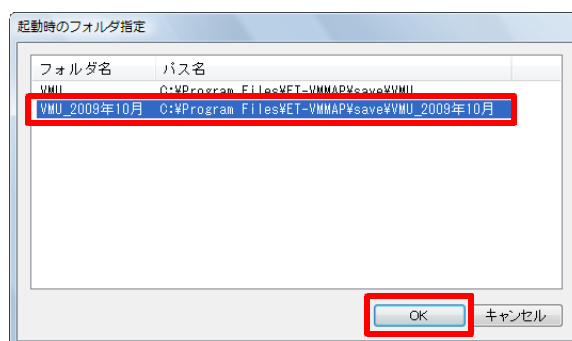 起動時のフォルダ指定
フォルダ名 パス名
VMU C:¥Program Files¥ET-VMMAP¥save¥VMU
VMU_2009年10月 C:¥Program Files¥ET-VMMAP¥save¥VMU_2009年10月
OK キャンセル